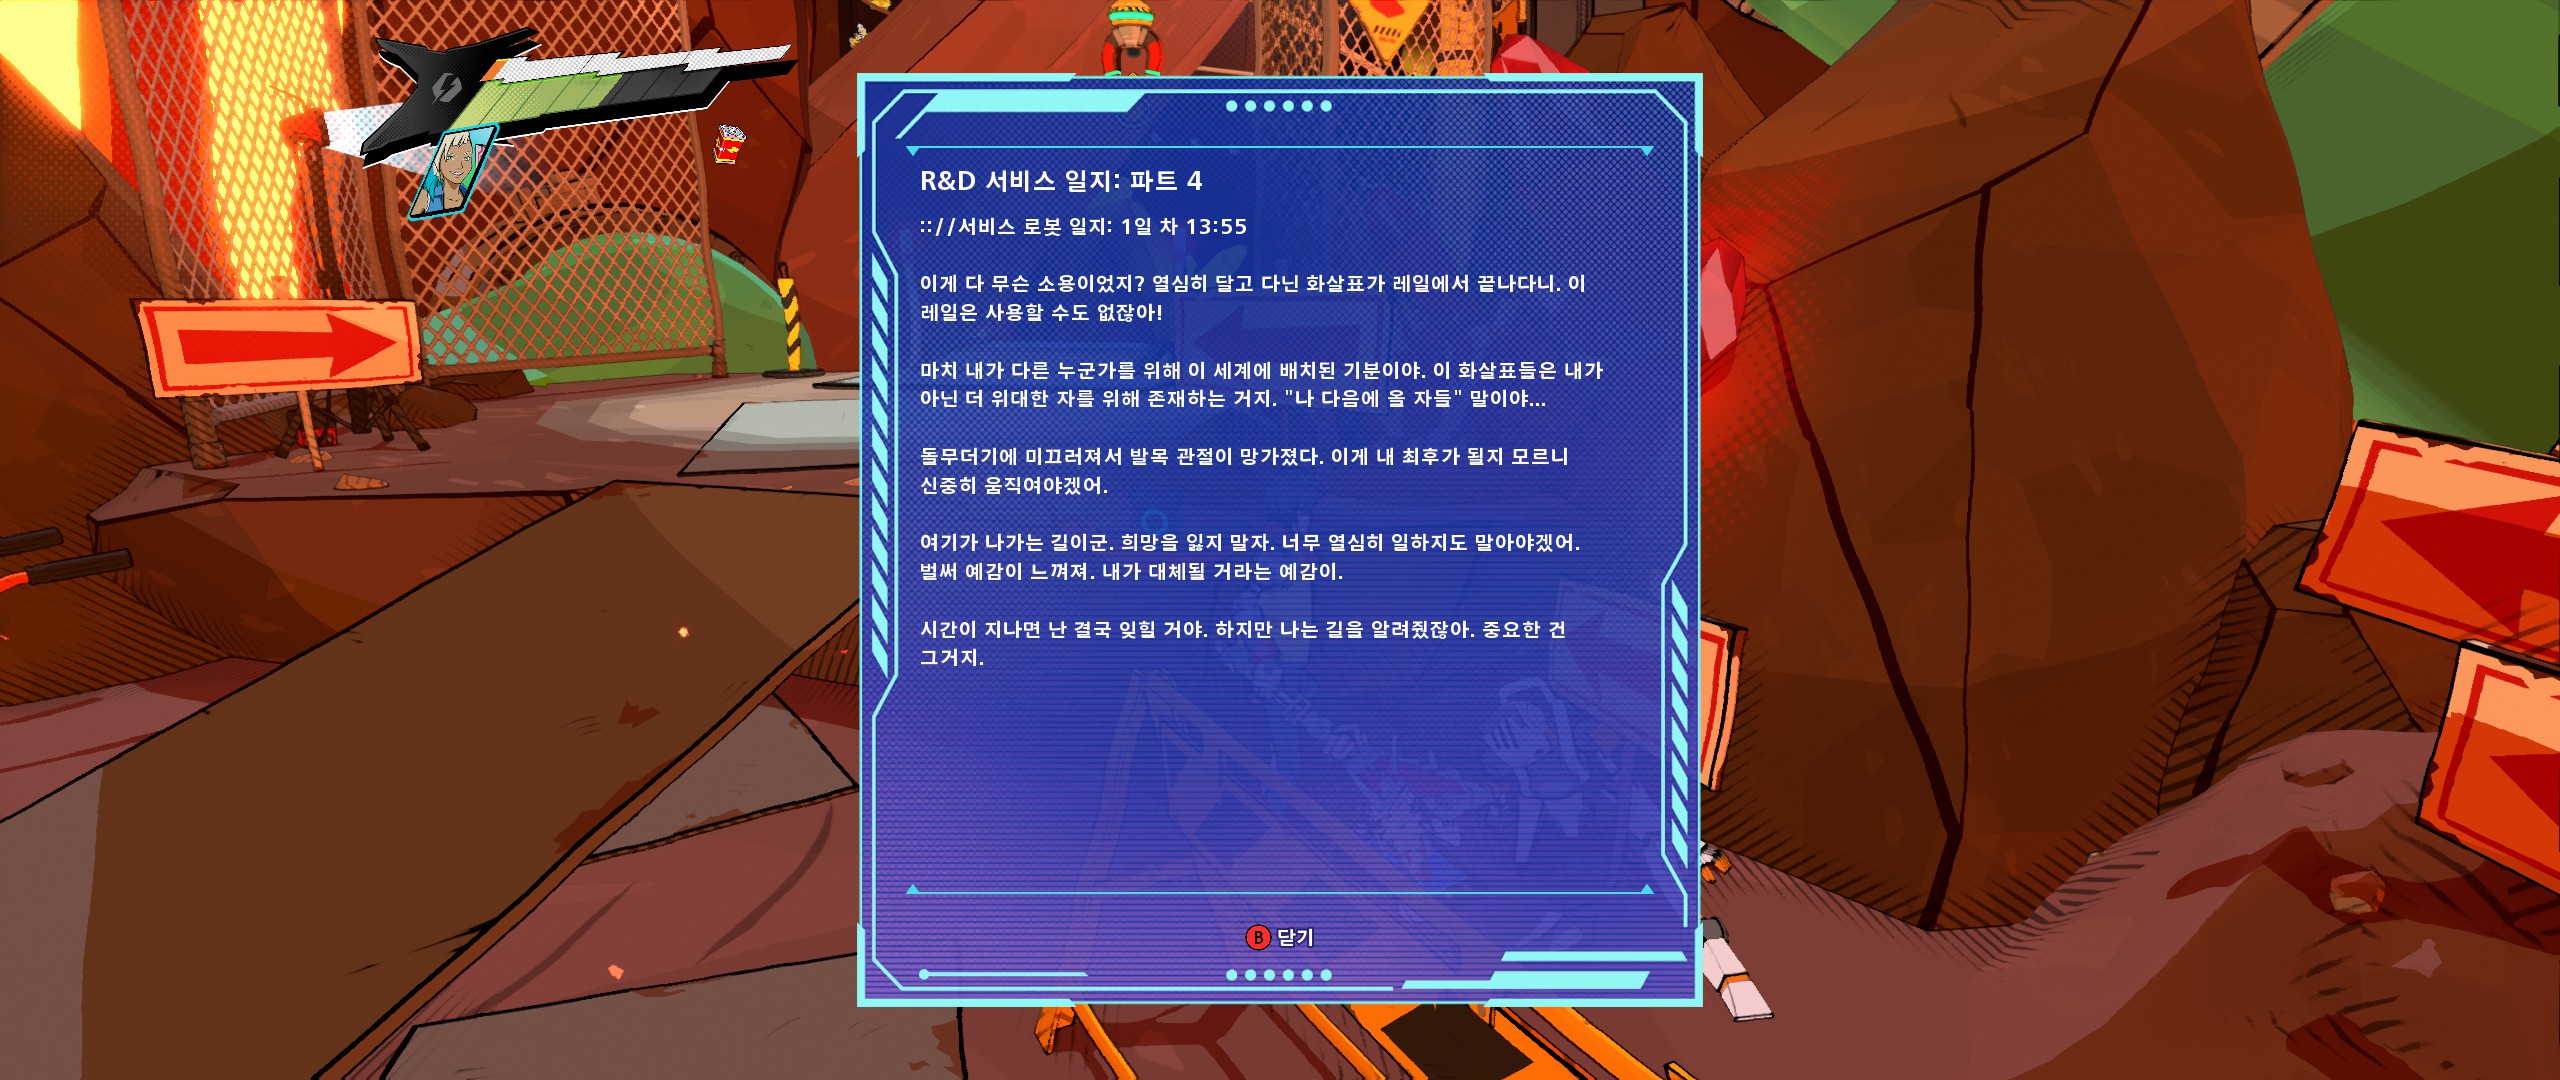 R&D 서비스 일지: 파트 4
:://서비스 로봇 일지: 1일 차 13:55
이게 다 무슨 소용이었지? 열심히 달고 다닌 화살표가 레일에서 끝나다니. 이
레일은 사용할 수도 없잖아!
마치 내가 다른 누군가를 위해 이 세계에 배치된 기분이야. 이 화살표들은 내가
아닌 더 위대한 자를 위해 존재하는 거지. "나 다음에 올 자들" 말이야...
돌무더기에 미끄러져서 발목 관절이 망가졌다. 이게 내 최후가 될지 모르니
신중히 움직여야겠어.
여기가 나가는 길이군. 희망을 잃지 말자. 너무 열심히 일하지도 말아야겠어.
벌써 예감이 느껴져. 내가 대체될 거라는 예감이.
시간이 지나면 난 결국 잊힐 거야. 하지만 나는 길을 알려줬잖아. 중요한 건
그거지.
B 닫기